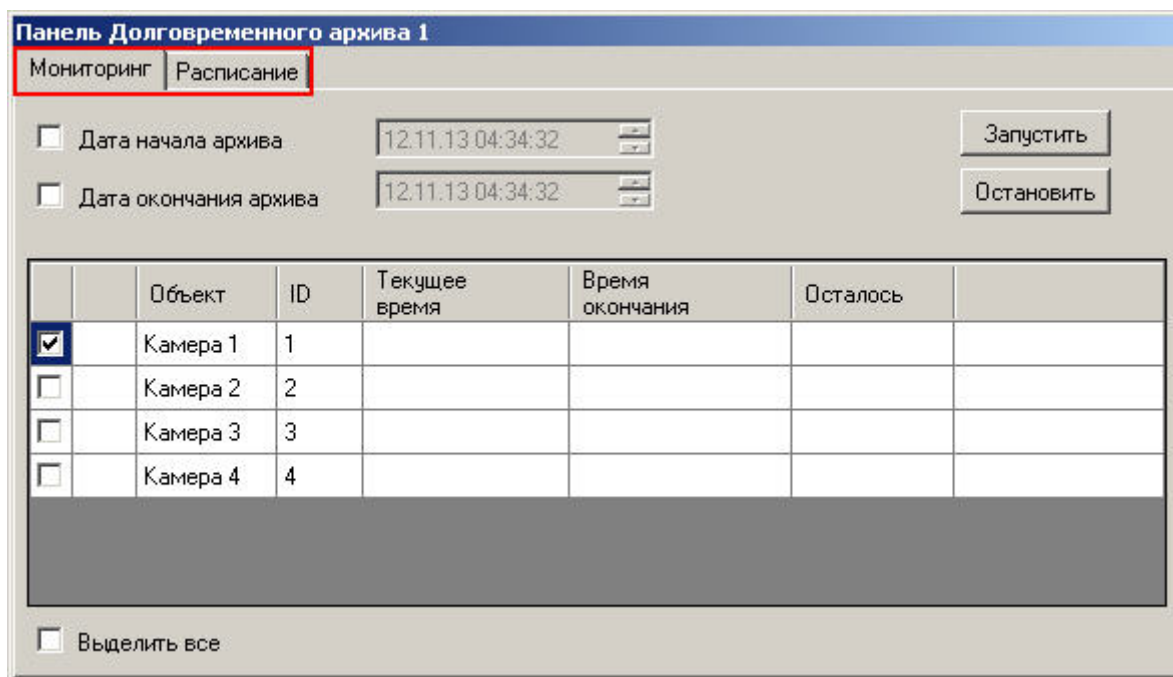 Панель Долговременного архива 1
Мониторинг Расписание
Дата начала архива 12.11.13 04:34:32 Запустить
Дата окончания архива 12.11.13 04:34:32 Остановить
Объект ID Текущее время Время окончания Осталось
Камера 1 1
Камера 2 2
Камера 3 3
Камера 4 4
Выделить все